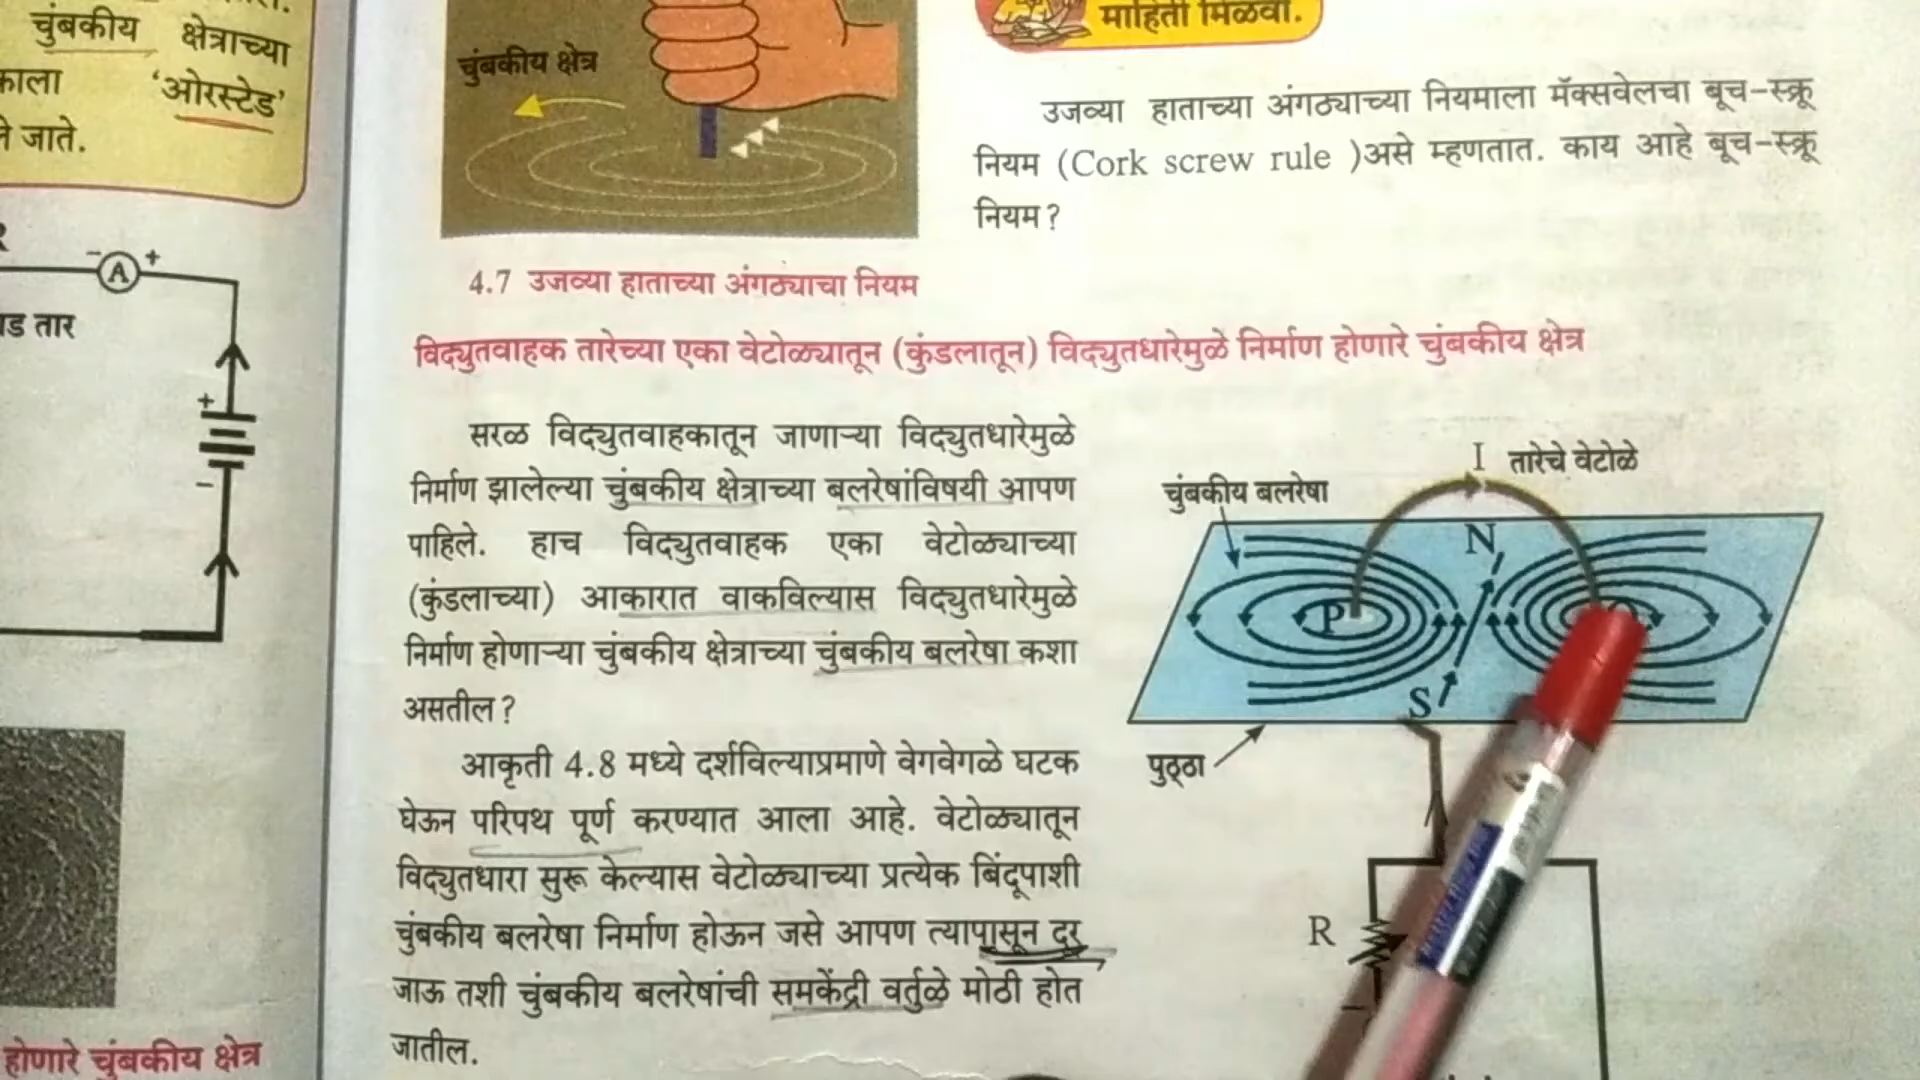 चुंबकीय क्षेत्राच्या
'ओरस्टेड'
जाते.
A
तार
होणारे चुंबकीय क्षेत्र
चुंबकीय क्षेत्र
4.7 उजव्या हाताच्या अंगठ्याचा नियम
माहिती मिळवा.
उजव्या हाताच्या अंगठ्याच्या नियमाला मॅक्सवेलचा बूच-स्क्रू
नियम (Cork screw rule )असे म्हणतात. काय आहे बूच-स्क्रू
नियम?
विद्युतवाहक तारेच्या एका वेटोळ्यातून (कुंडलातून) विद्युतधारेमुळे निर्माण होणारे चुंबकीय क्षेत्र
सरळ विद्युतवाहकातून जाणाऱ्या विद्युतधारेमुळे
निर्माण झालेल्या चुंबकीय क्षेत्राच्या बलरेषांविषयी आपण
पाहिले. हाच विद्युतवाहक एका वेटोळ्याच्या
(कुंडलाच्या) आकारात वाकविल्यास विद्युतधारेमुळे
निर्माण होणाऱ्या चुंबकीय क्षेत्राच्या चुंबकीय बलरेषा कशा
असतील?
आकृती 4.8 मध्ये दर्शविल्याप्रमाणे वेगवेगळे घटक
घेऊन परिपथ पूर्ण करण्यात आला आहे. वेटोळ्यातून
विद्युतधारा सुरू केल्यास वेटोळ्याच्या प्रत्येक बिंदूपाशी
चुंबकीय बलरेषा निर्माण होऊन जसे आपण त्यापासून दूर
जाऊ तशी चुंबकीय बलरेषांची समकेंद्री वर्तुळे मोठी होत
जातील.
I तारेचे वेटोळे
चुंबकीय बलरेषा
N
P
S
पुठ्ठा
R